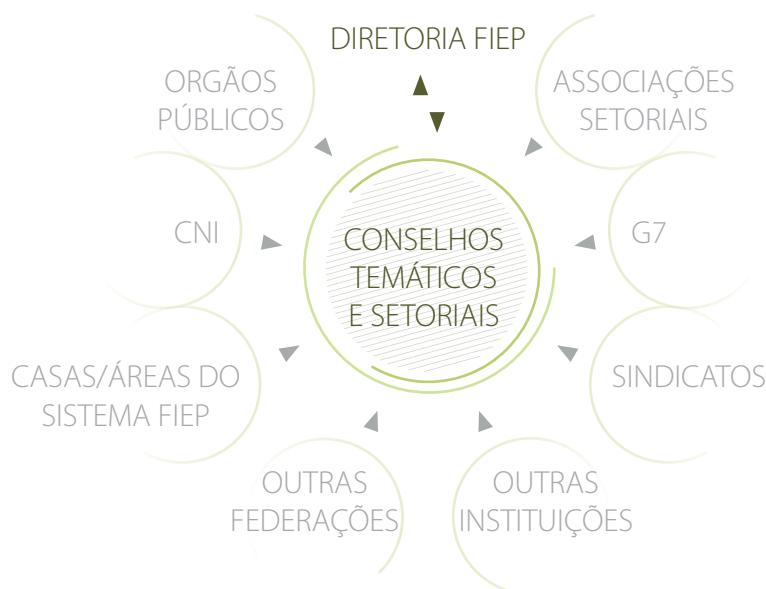 DIRETORIA FIEP
ORGÃOS
PÚBLICOS
ASSOCIAÇÕES
SETORIAIS
CNI
G7
CONSELHOS
TEMÁTICOS
E SETORIAIS
CASAS/ÁREAS DO
SISTEMA FIEP
SINDICATOS
OUTRAS
FEDERAÇÕES
OUTRAS
INSTITUIÇÕES